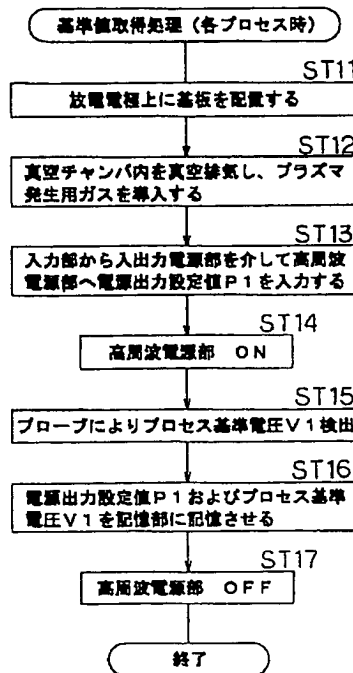 基準値取得処理（各プロセス時）
ST11
放電電極上に基板を配置する
ST12
真空チャンバ内を真空排気し、プラズマ
発生用ガスを導入する
ST13
入力部から入出力電源部を介して高周波
電源部へ電源出力設定値P1を入力する
ST14
高周波電源部 ON
ST15
プローブによりプロセス基準電圧V1検出
ST16
電源出力設定値P1およびプロセス基準
電圧V1を記憶部に記憶させる
ST17
高周波電源部 OFF
終了